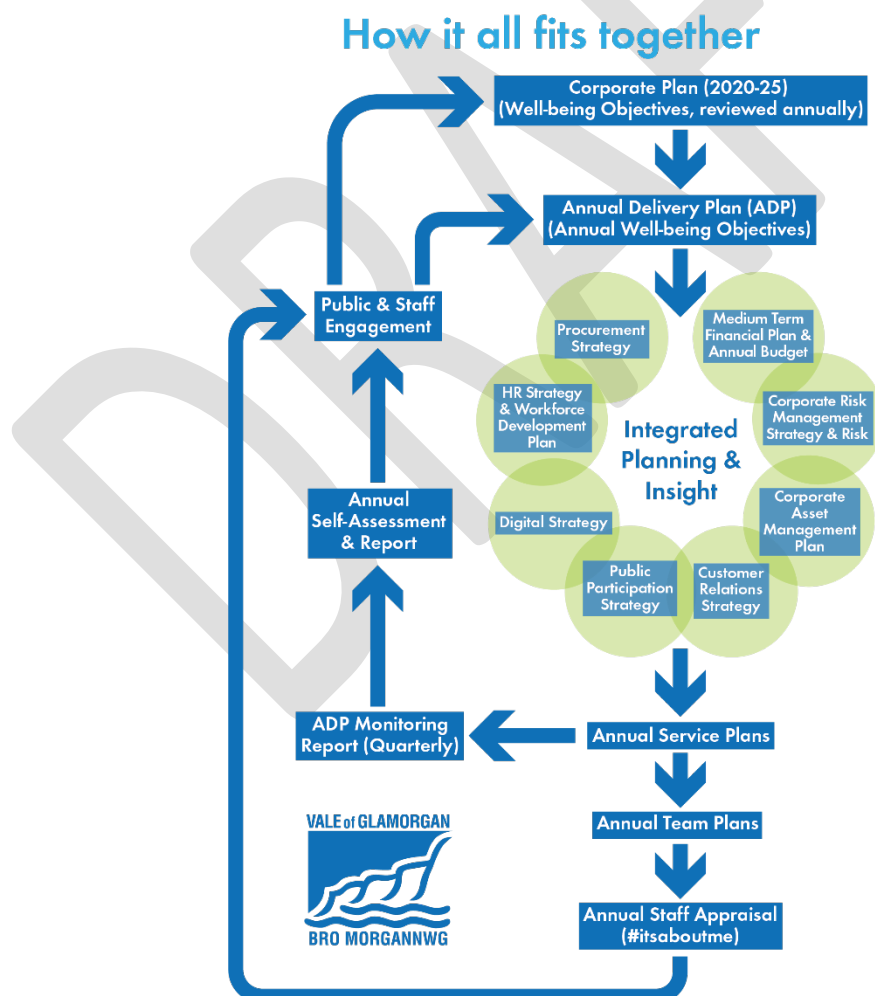 How it all fits together
Corporate Plan (2020-25)
(Well-being Objectives, reviewed annually)
Annual Delivery Plan (ADP)
(Annual Well-being Objectives)
Public & Staff
Engagement
Procurement
Strategy
Medium Term
Financial Plan &
Annual Budget
HR Strategy
& Workforce
Development
Plan
Corporate Risk
Management
Strategy & Risk
Integrated
Planning &
Insight
Annual
Self-Assessment
& Report
Digital Strategy
Corporate
Asset
Management
Plan
Public
Participation
Strategy
Customer
Relations
Strategy
ADP Monitoring
Report (Quarterly)
Annual Service Plans
Annual Team Plans
VALE of GLAMORGAN
BRO MORGANNWG
Annual Staff Appraisal
(#itsaboutme)
DRAF